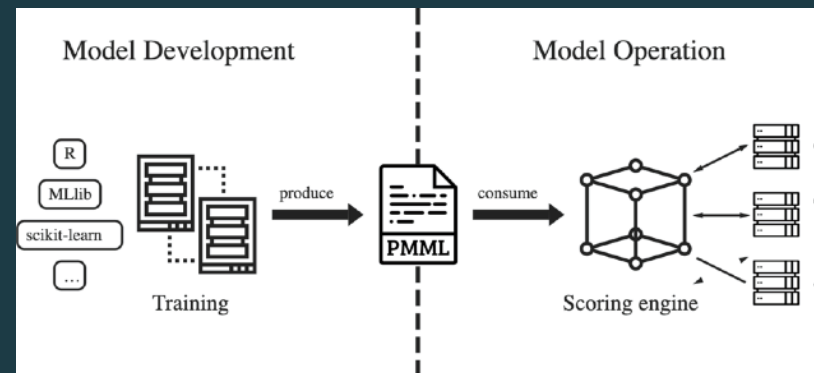 Model Development
Model Operation
R
MLlib
scikit-learn
...
Training
produce
PMML
consume
Scoring engine